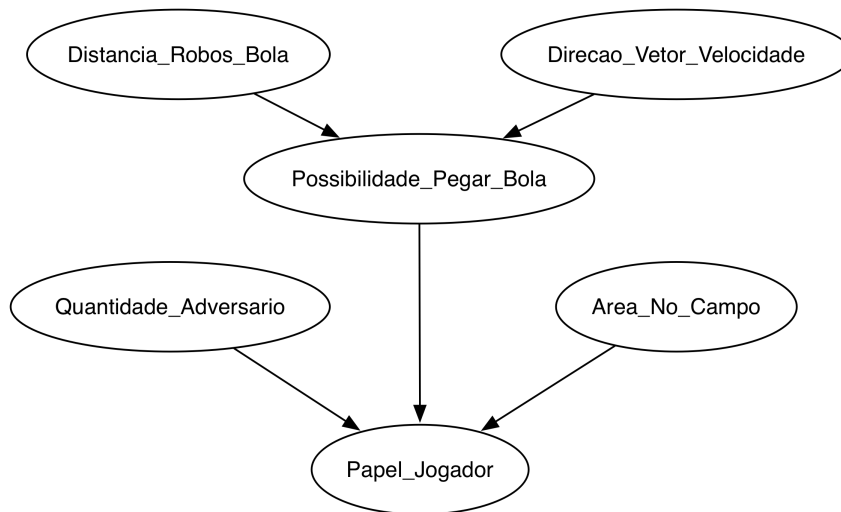 Distancia_Robos_Bola
Direcao_Vetor_Velocidade
Possibilidade_Pegar_Bola
Quantidade_Adversario
Area_No_Campo
Papel_Jogador